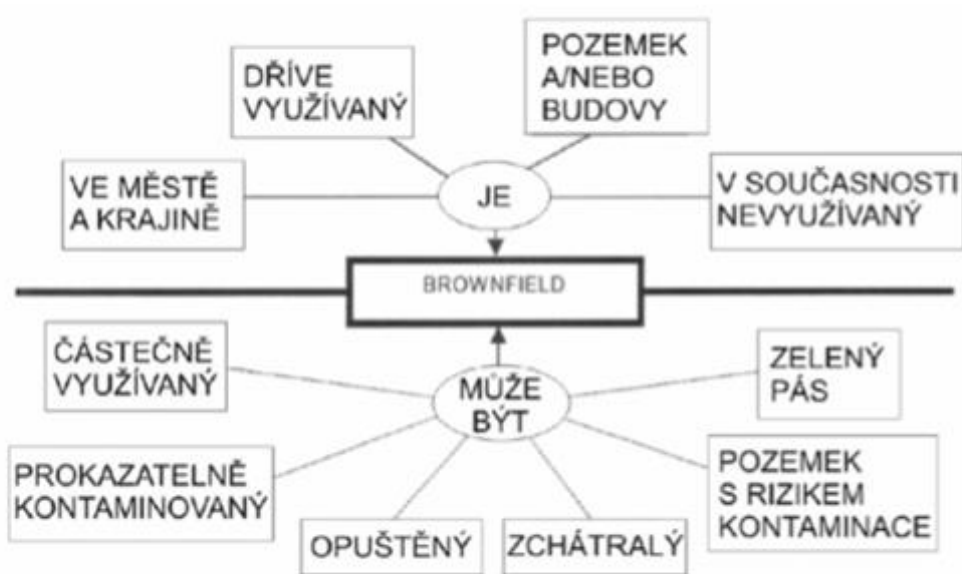 DŘÍVE
VYUŽÍVANÝ
POZEMEK
A/NEBO
BUDOVY
VE MĚSTĚ
A KRAJINĚ
JE
V SOUČASNOSTI
NEVYUŽÍVANÝ
BROWNFIELD
ČÁSTEČNĚ
VYUŽÍVANÝ
MŮŽE
BÝT
ZELENÝ
PÁS
PROKAZATELNĚ
KONTAMINOVANÝ
OPUŠTĚNÝ
ZCHÁTRALÝ
POZEMEK
S RIZIKEM
KONTAMINACE